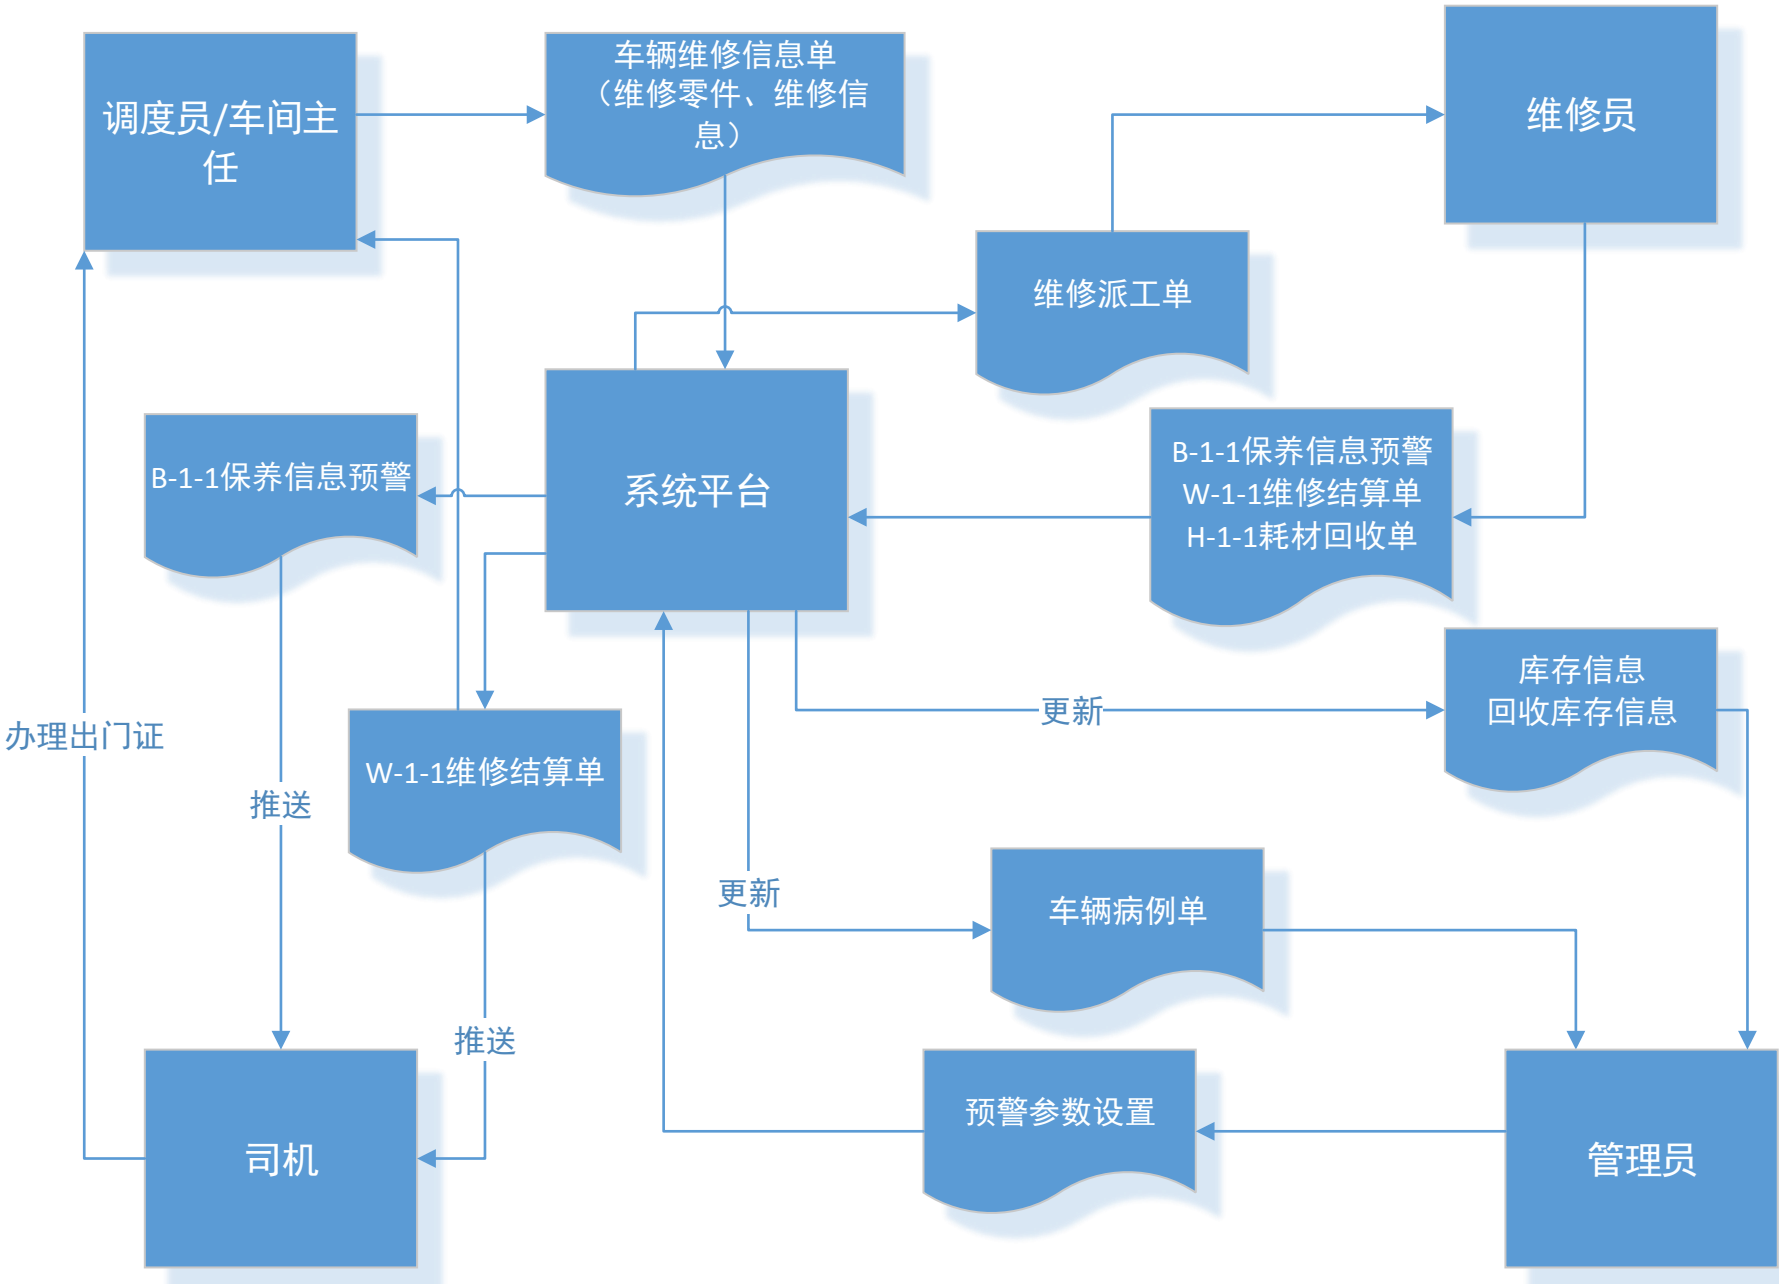 调度员/车间主
任
车辆维修信息单
（维修零件、维修信
息）
维修员
维修派工单
B-1-1保养信息预警
系统平台
B-1-1保养信息预警
W-1-1维修结算单
H-1-1耗材回收单
库存信息
回收库存信息
更新
办理出门证
W-1-1维修结算单
推送
更新
车辆病例单
推送
预警参数设置
司机
管理员